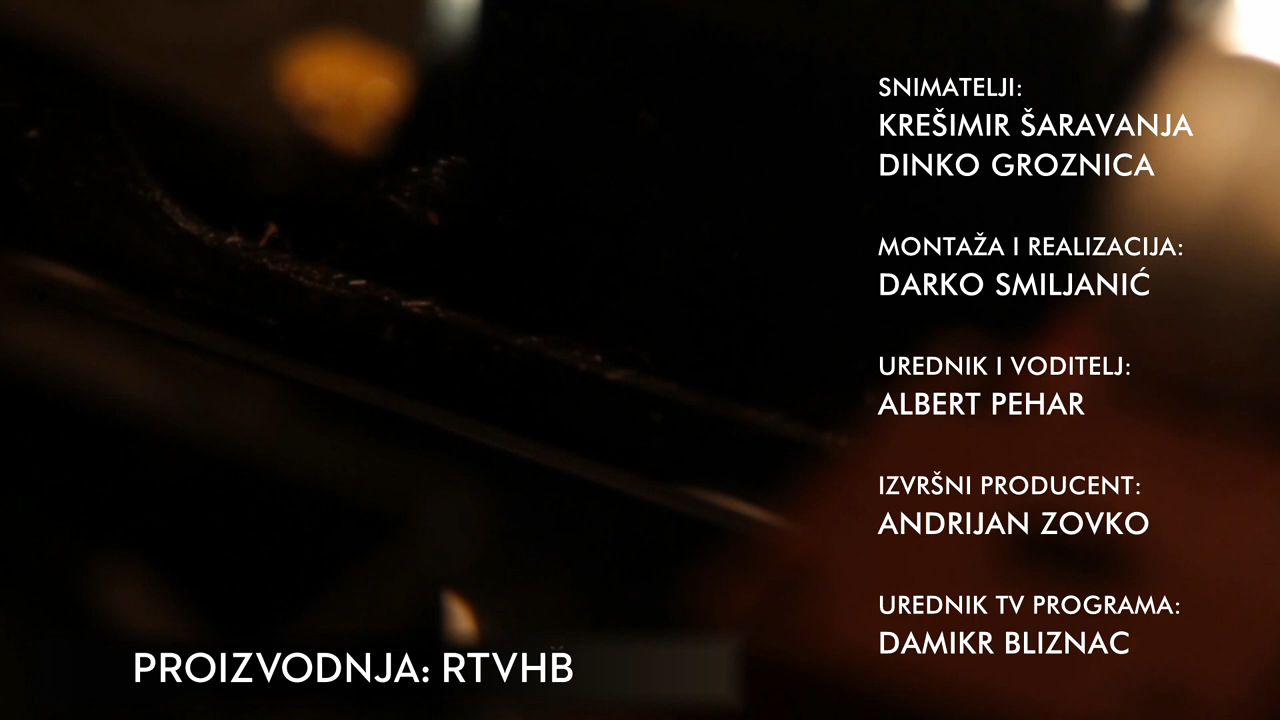 SNIMATELJI:
KREŠIMIR ŠARAVANJA
DINKO GROZNICA
MONTAŽA I REALIZACIJA:
DARKO SMILJANIĆ
UREDNIK I VODITELJ:
ALBERT PEHAR
IZVRŠNI PRODUCENT:
ANDRIJAN ZOVKO
UREDNIK TV PROGRAMA:
DAMIKR BLIZNAC
PROIZVODNJA: RTVHB